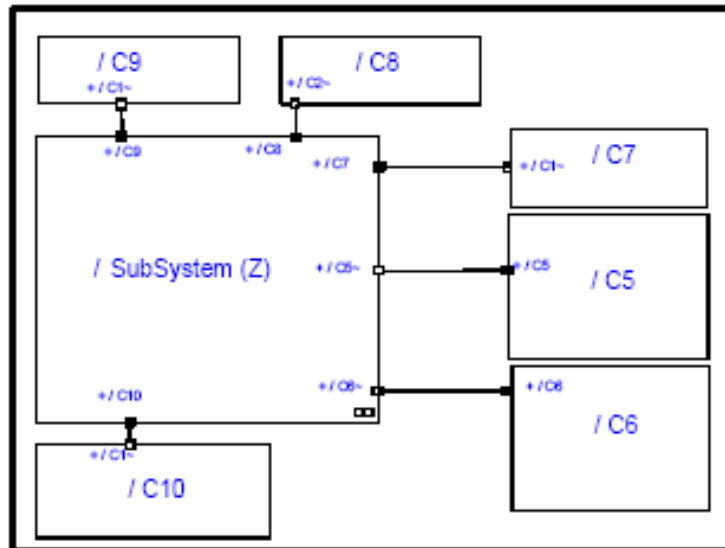 / C9
+ / C1~
/ C8
+ / C2~
+ / C9
+ / C8
+ / C7
+ / C1~
/ C7
/ SubSystem (Z)
+ / C5~
+ / C5
/ C5
+ / C6~
+ / C6
/ C6
+ / C10
+ / C1~
/ C10